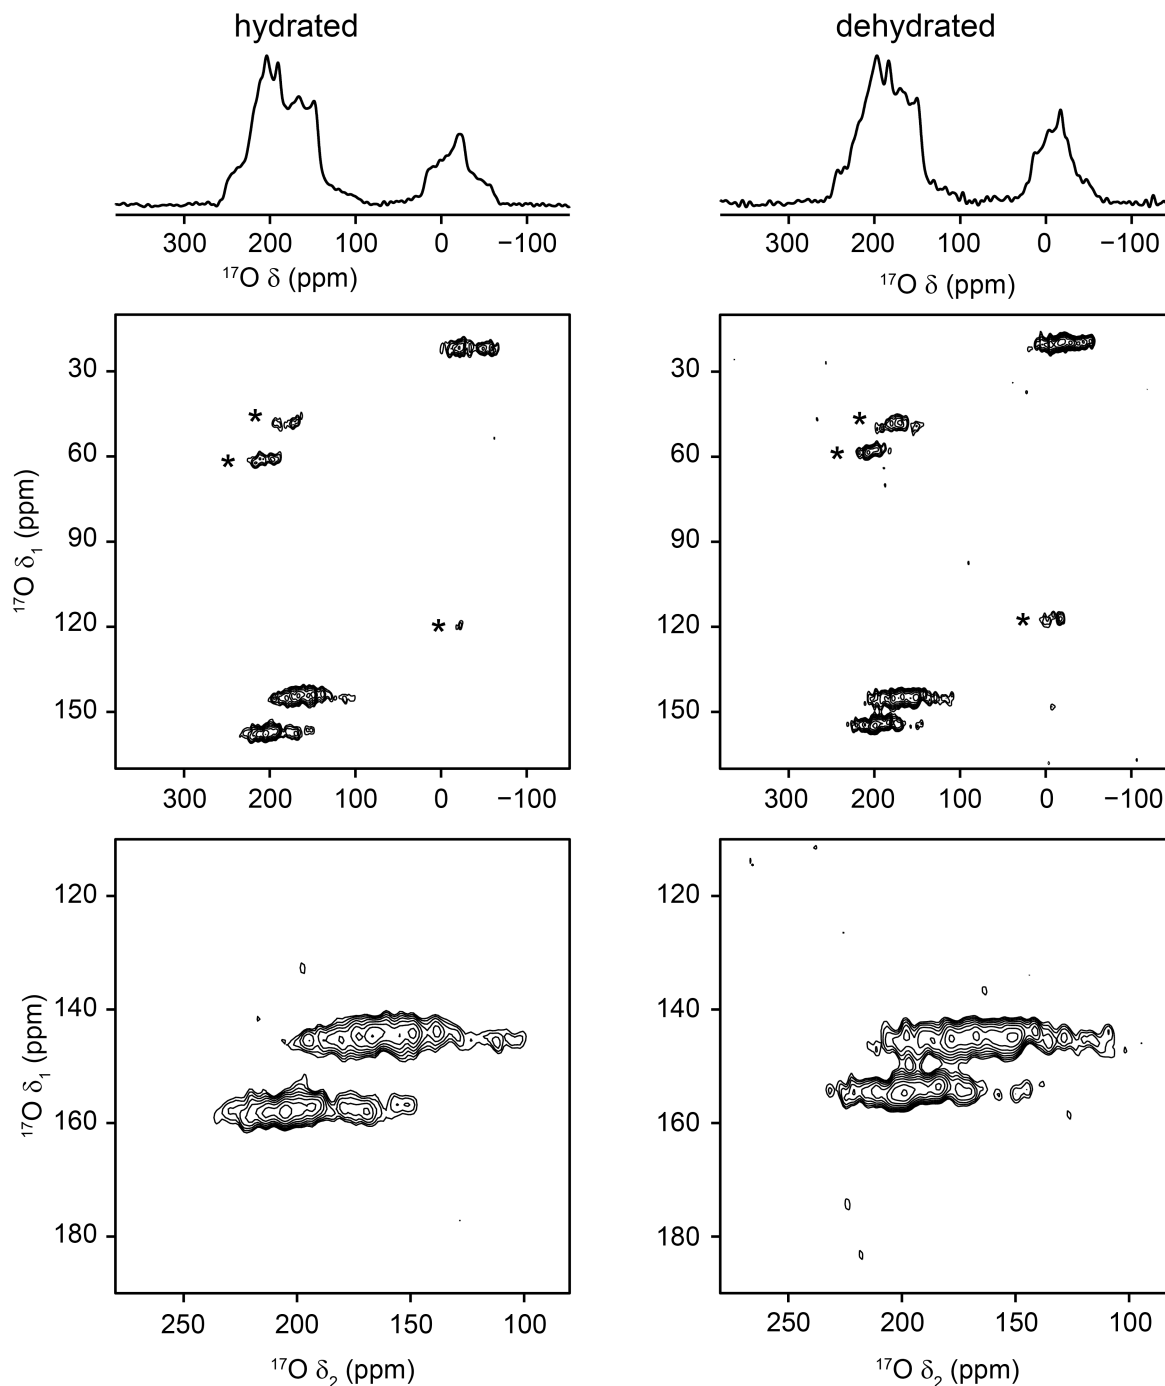 hydrated dehydrated
300 200 100 0 −100 300 200 100 0 −100
¹⁷O δ (ppm) ¹⁷O δ (ppm)
30 30
* *
* *
60 60
90 90
¹⁷O δ₁ (ppm)
120 * 120 *
150 150
300 200 100 0 −100 300 200 100 0 −100
120 120
140 140
¹⁷O δ₁ (ppm)
160 160
180 180
250 200 150 100 250 200 150 100
¹⁷O δ₂ (ppm) ¹⁷O δ₂ (ppm)